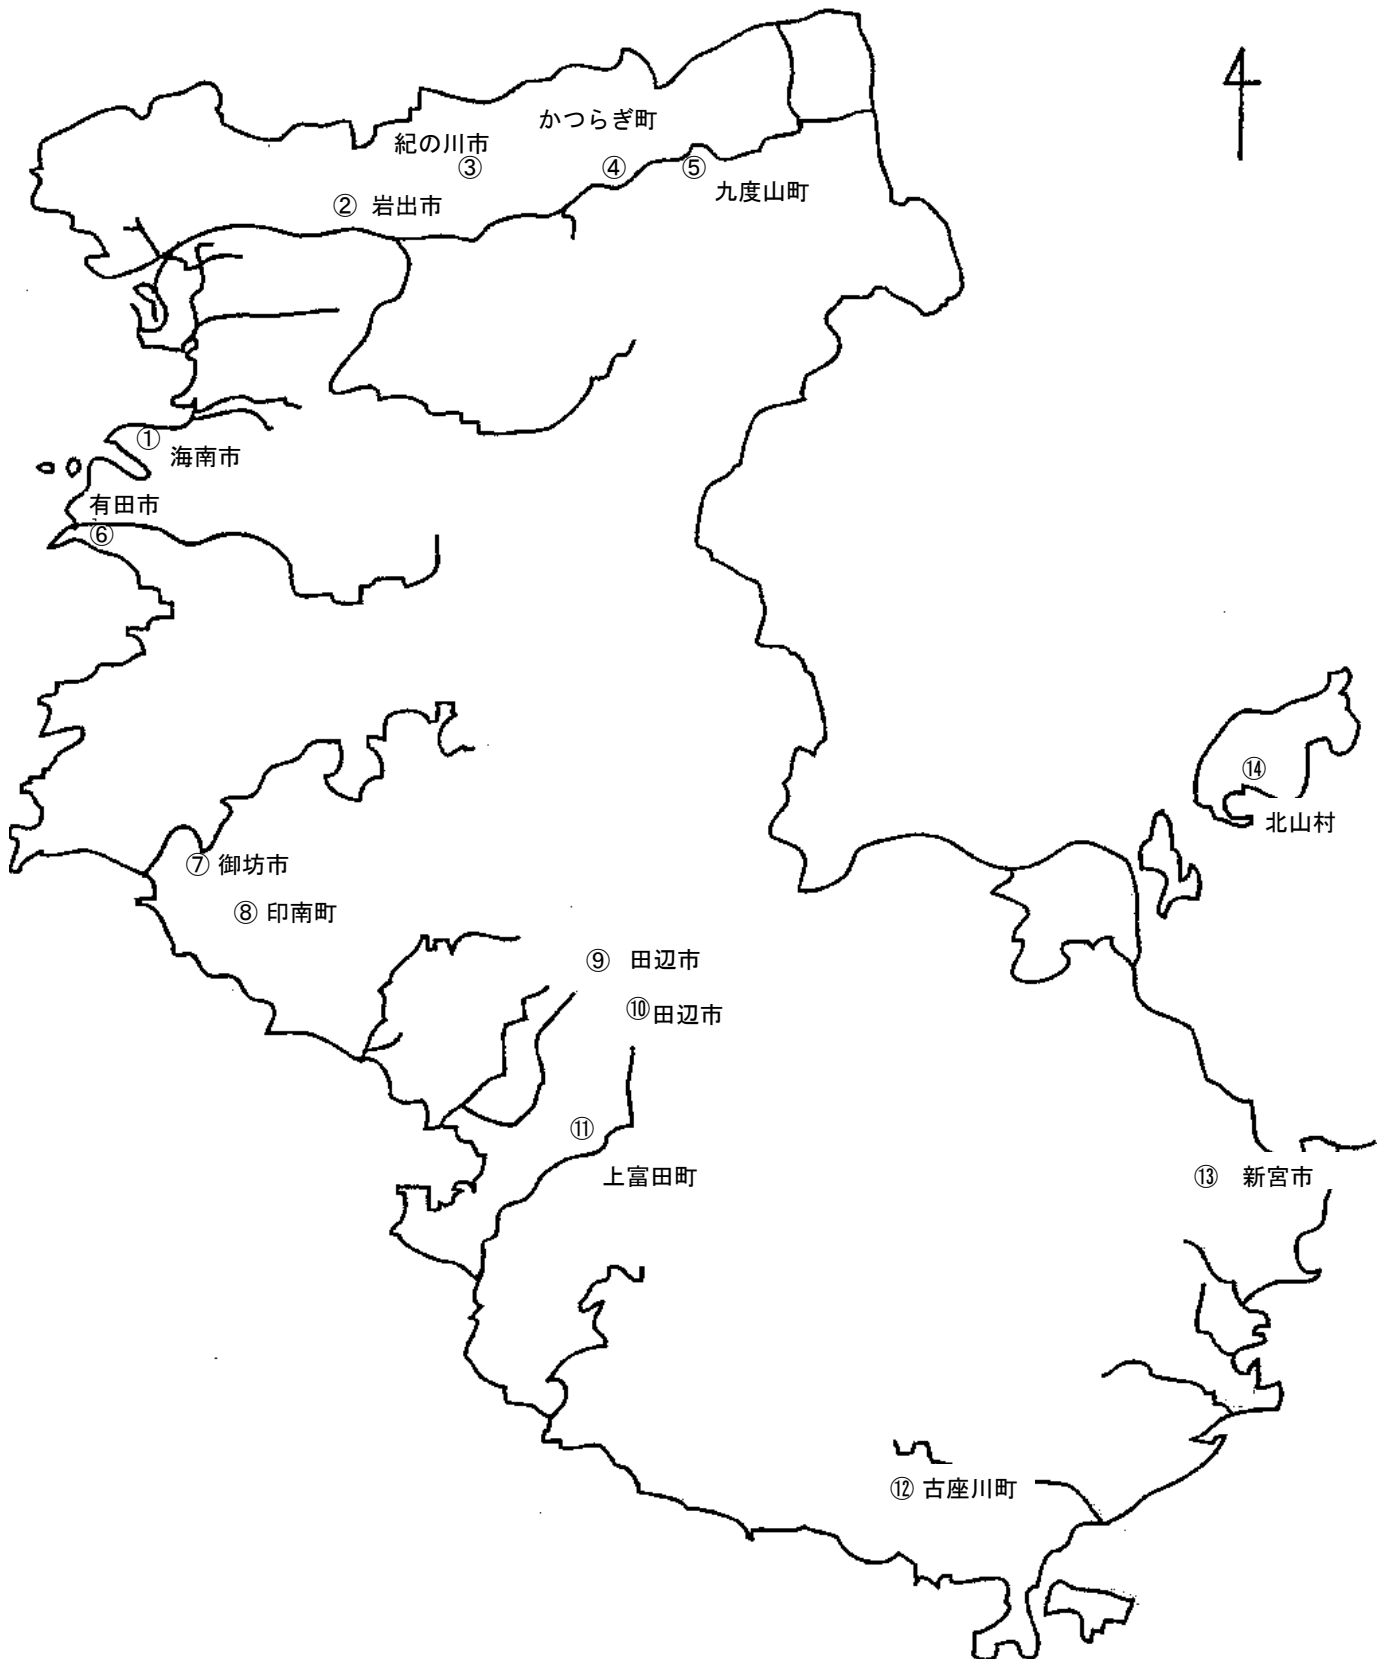 かつらぎ町
紀の川市
③
④
⑤
九度山町
② 岩出市
①
海南市
有田市
⑥
⑭
北山村
⑦ 御坊市
⑧ 印南町
⑨ 田辺市
⑩ 田辺市
⑪
上富田町
⑬ 新宮市
⑫ 古座川町